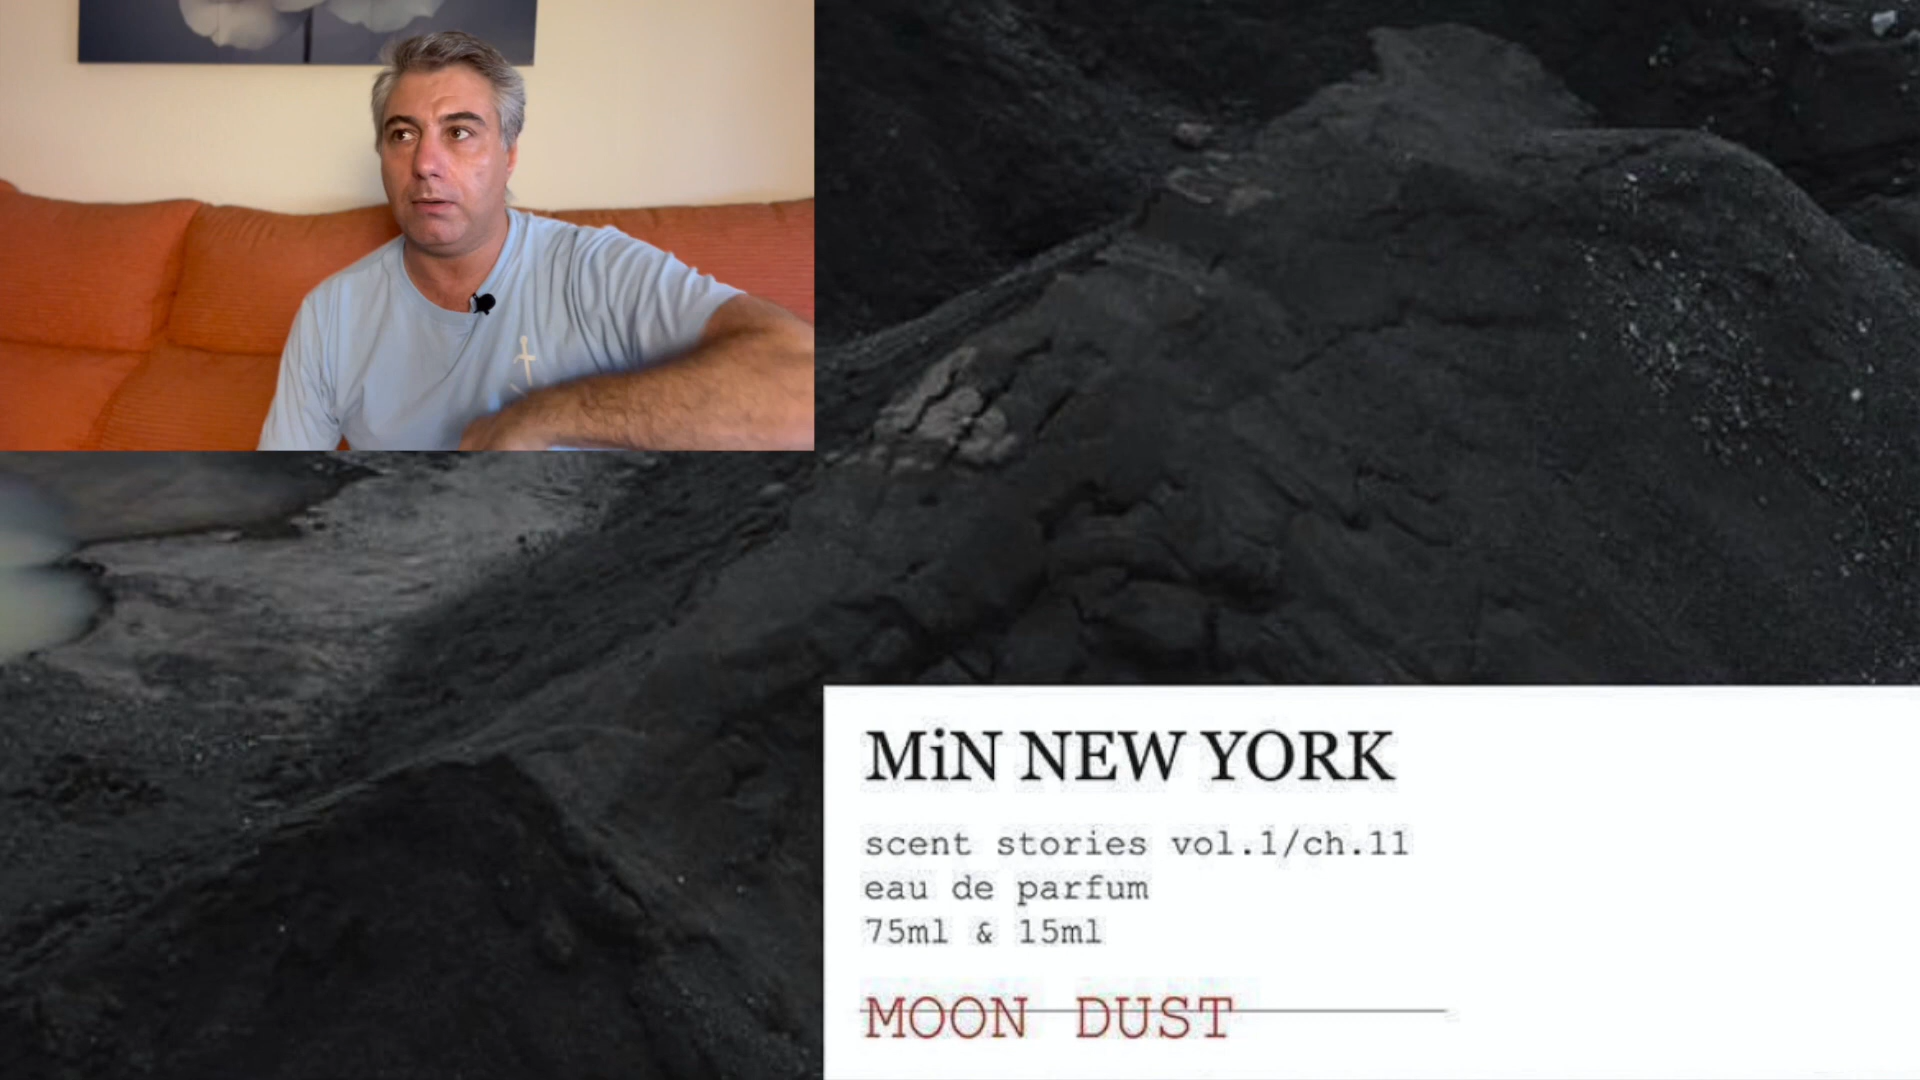 MiN NEW YORK
scent stories vol.1/ch.11
eau de parfum
75ml & 15ml
MOON DUST